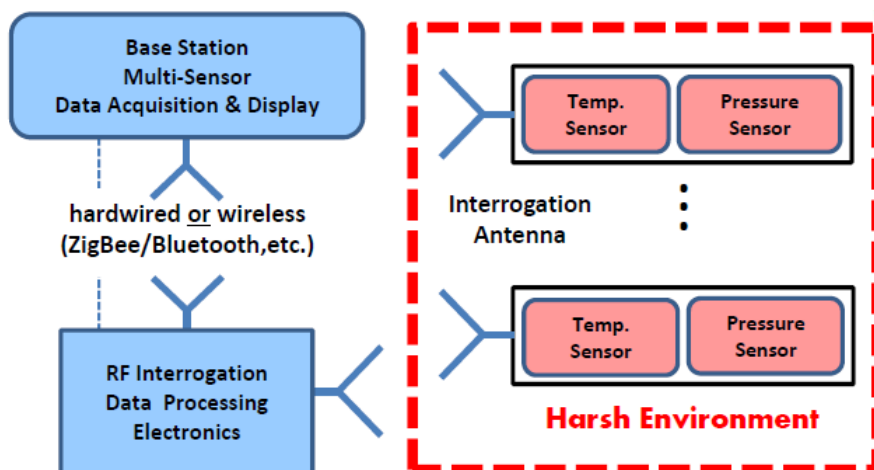 Base Station
Multi-Sensor
Data Acquisition & Display
hardwired or wireless
(ZigBee/Bluetooth,etc.)
RF Interrogation
Data Processing
Electronics
Temp.
Sensor
Pressure
Sensor
Interrogation
Antenna
Temp.
Sensor
Pressure
Sensor
Harsh Environment